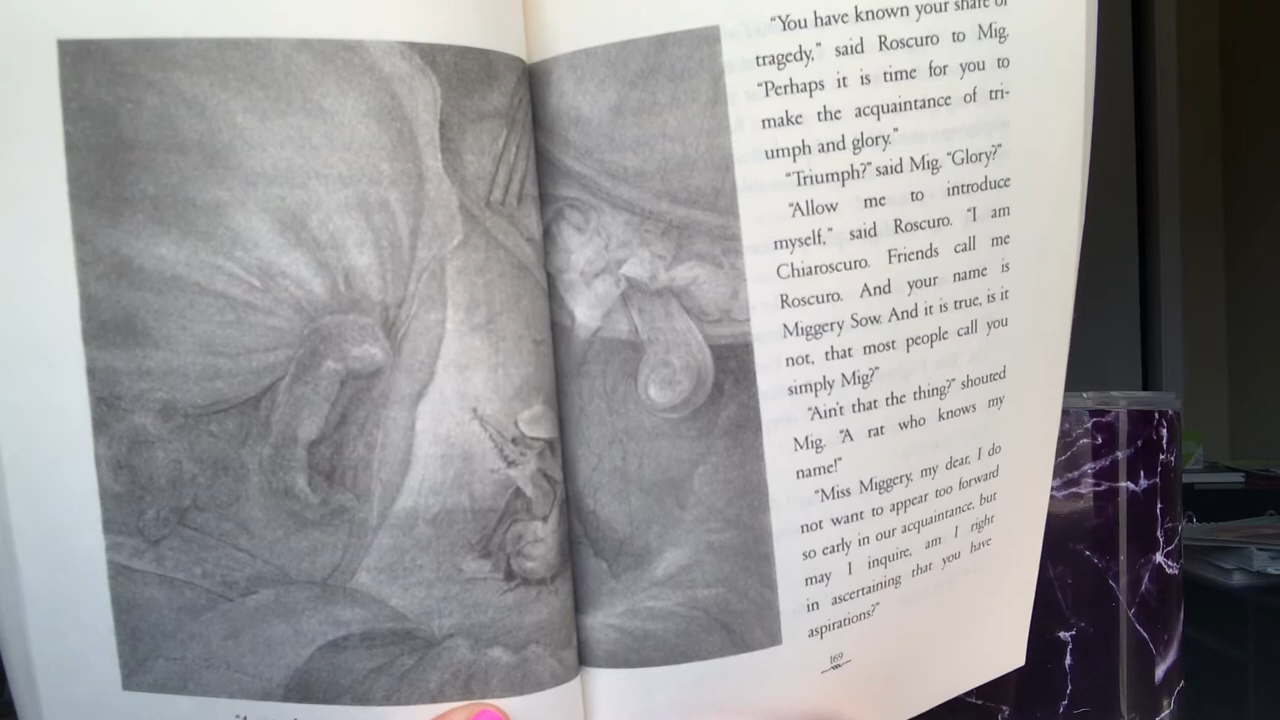 "You have known your share of
tragedy," said Roscuro to Mig.
"Perhaps it is time for you to
make the acquaintance of tri-
umph and glory."
"Triumph?" said Mig. "Glory?"
"Allow me to introduce
myself," said Roscuro. "I am
Chiaroscuro. Friends call me
Roscuro. And your name is
Miggery Sow. And it is true, is it
not, that most people call you
simply Mig?"
"Ain't that the thing?" shouted
Mig. "A rat who knows my
name!"
"Miss Miggery, my dear, I do
not want to appear too forward
so early in our acquaintance, but
may I inquire, am I right
in ascertaining that you have
aspirations?"
169